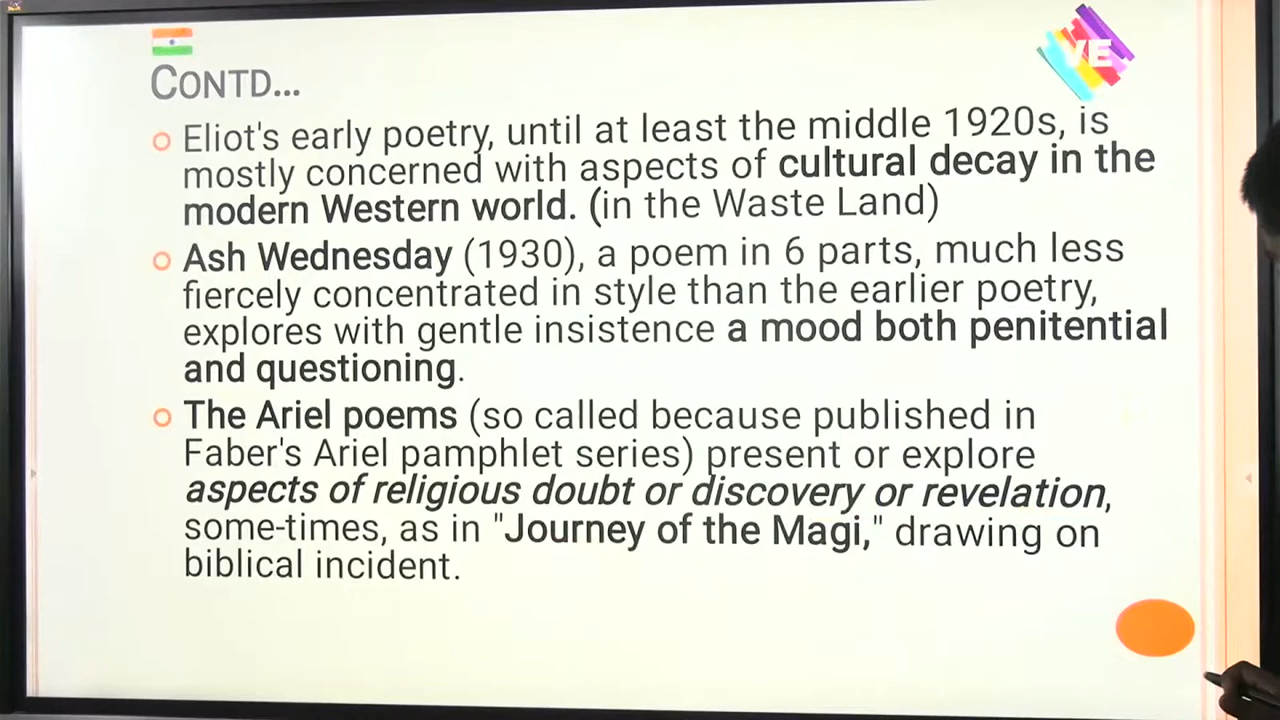 VE
CONTD...
Eliot's early poetry, until at least the middle 1920s, is
mostly concerned with aspects of cultural decay in the
modern Western world. (in the Waste Land)
Ash Wednesday (1930), a poem in 6 parts, much less
fiercely concentrated in style than the earlier poetry,
explores with gentle insistence a mood both penitential
and questioning.
The Ariel poems (so called because published in
Faber's Ariel pamphlet series) present or explore
aspects of religious doubt or discovery or revelation,
some-times, as in "Journey of the Magi," drawing on
biblical incident.